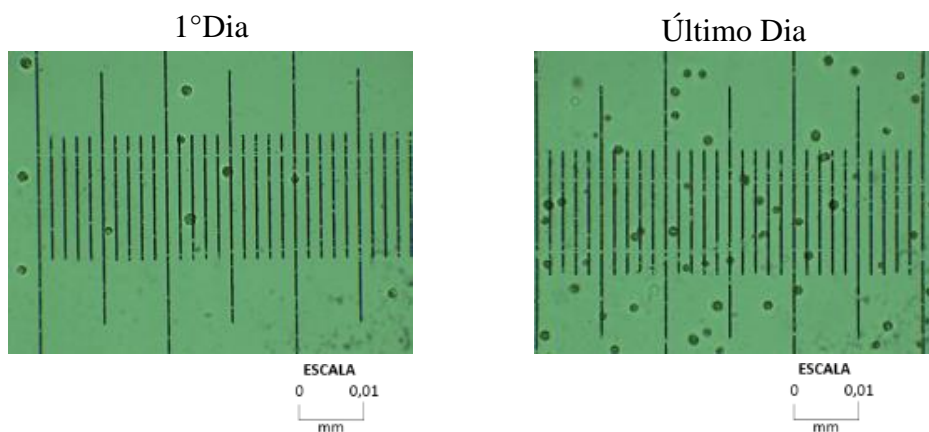 1°Dia
Último Dia
ESCALA
0 0,01
mm
ESCALA
0 0,01
mm